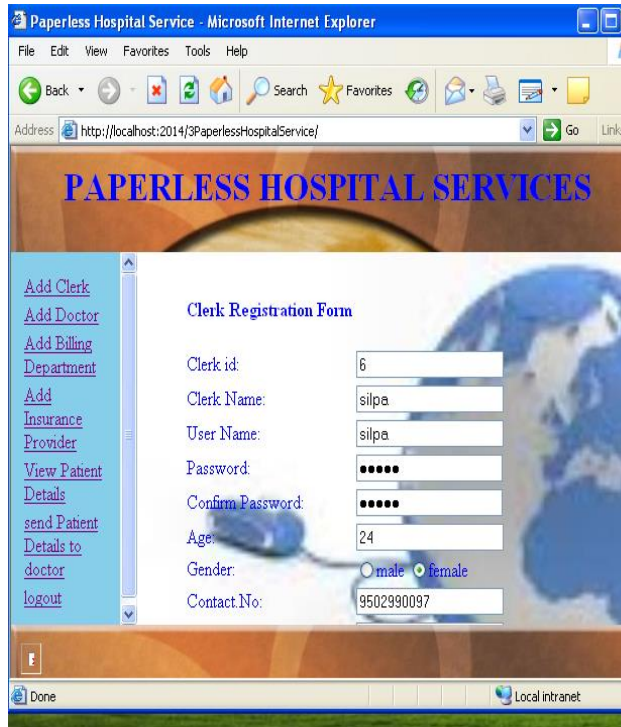 Paperless Hospital Service - Microsoft Internet Explorer
File Edit View Favorites Tools Help
Back Search Favorites
Address http://localhost:2014/3PaperlessHospitalService/ Go
PAPERLESS HOSPITAL SERVICES
Add Clerk
Add Doctor
Add Billing
Department
Add
Insurance
Provider
View Patient
Details
send Patient
Details to
doctor
logout
Clerk Registration Form
Clerk id: 6
Clerk Name: silpa
User Name: silpa
Password: •••••
Confirm Password: •••••
Age: 24
Gender: male female
Contact.No: 9502990097
Done Local intranet